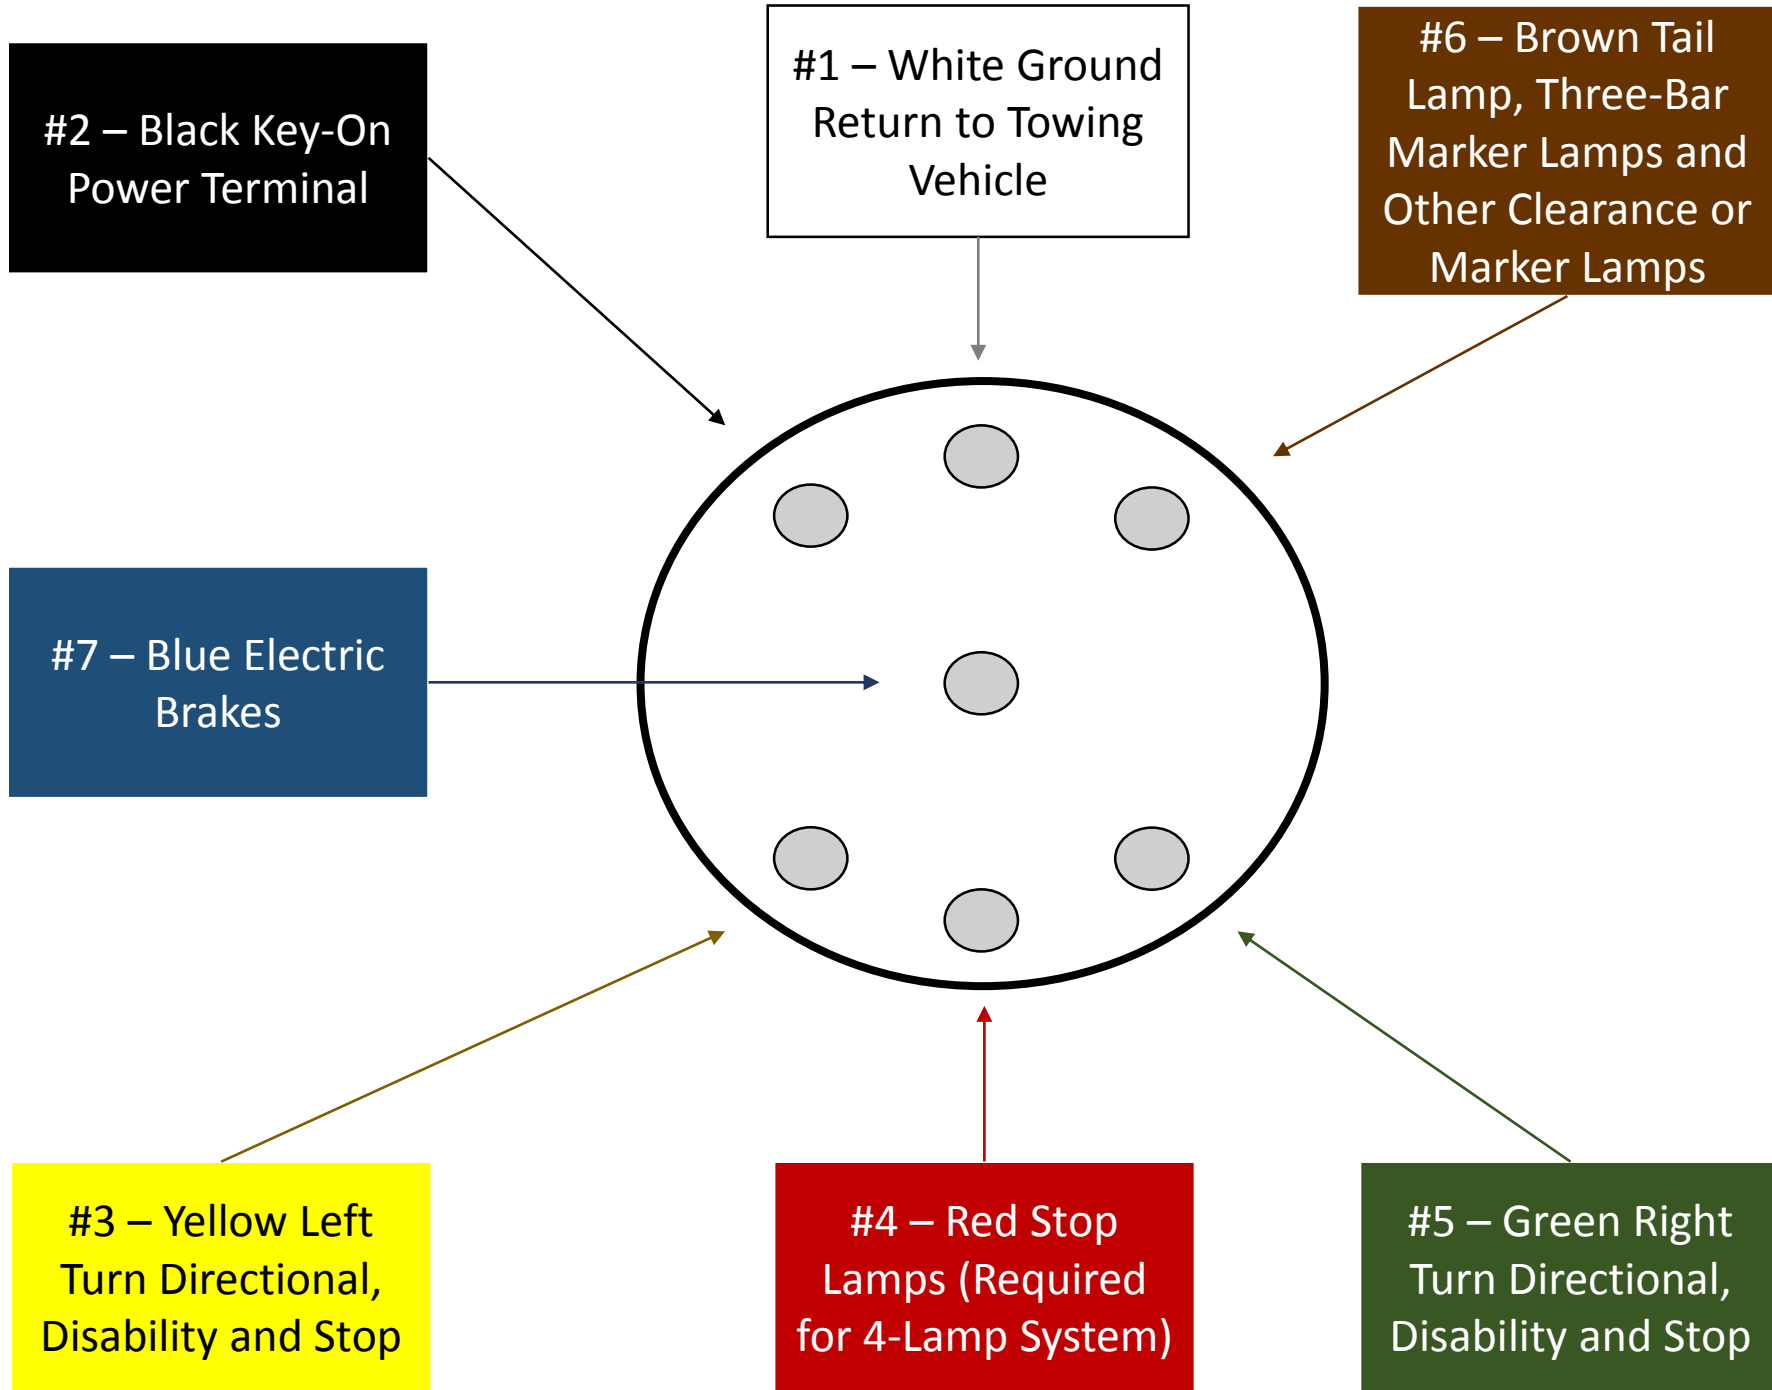 #2 – Black Key-On
Power Terminal
#1 – White Ground
Return to Towing
Vehicle
#6 – Brown Tail
Lamp, Three-Bar
Marker Lamps and
Other Clearance or
Marker Lamps
#7 – Blue Electric
Brakes
#3 – Yellow Left
Turn Directional,
Disability and Stop
#4 – Red Stop
Lamps (Required
for 4-Lamp System)
#5 – Green Right
Turn Directional,
Disability and Stop